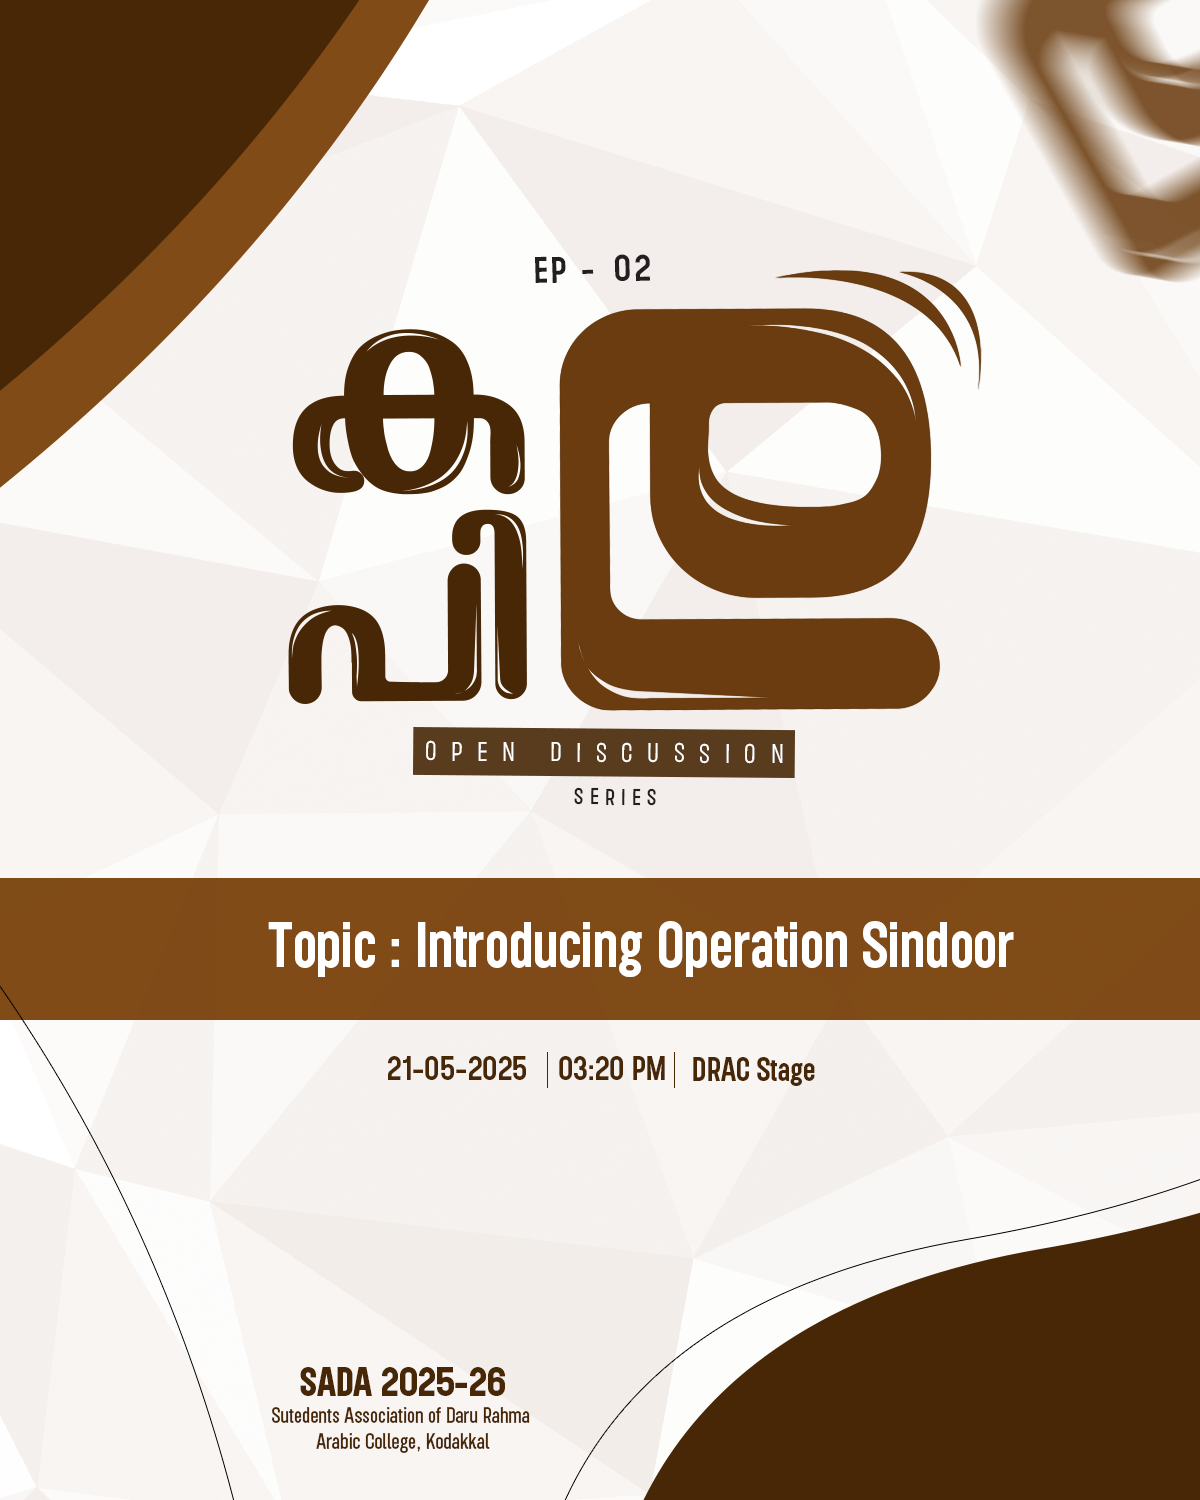 EP - 02
കപില
OPEN DISCUSSION
SERIES
Topic : Introducing Operation Sindoor
21-05-2025 | 03:20 PM | DRAC Stage
SADA 2025-26
Sutedents Association of Daru Rahma
Arabic College, Kodakkal